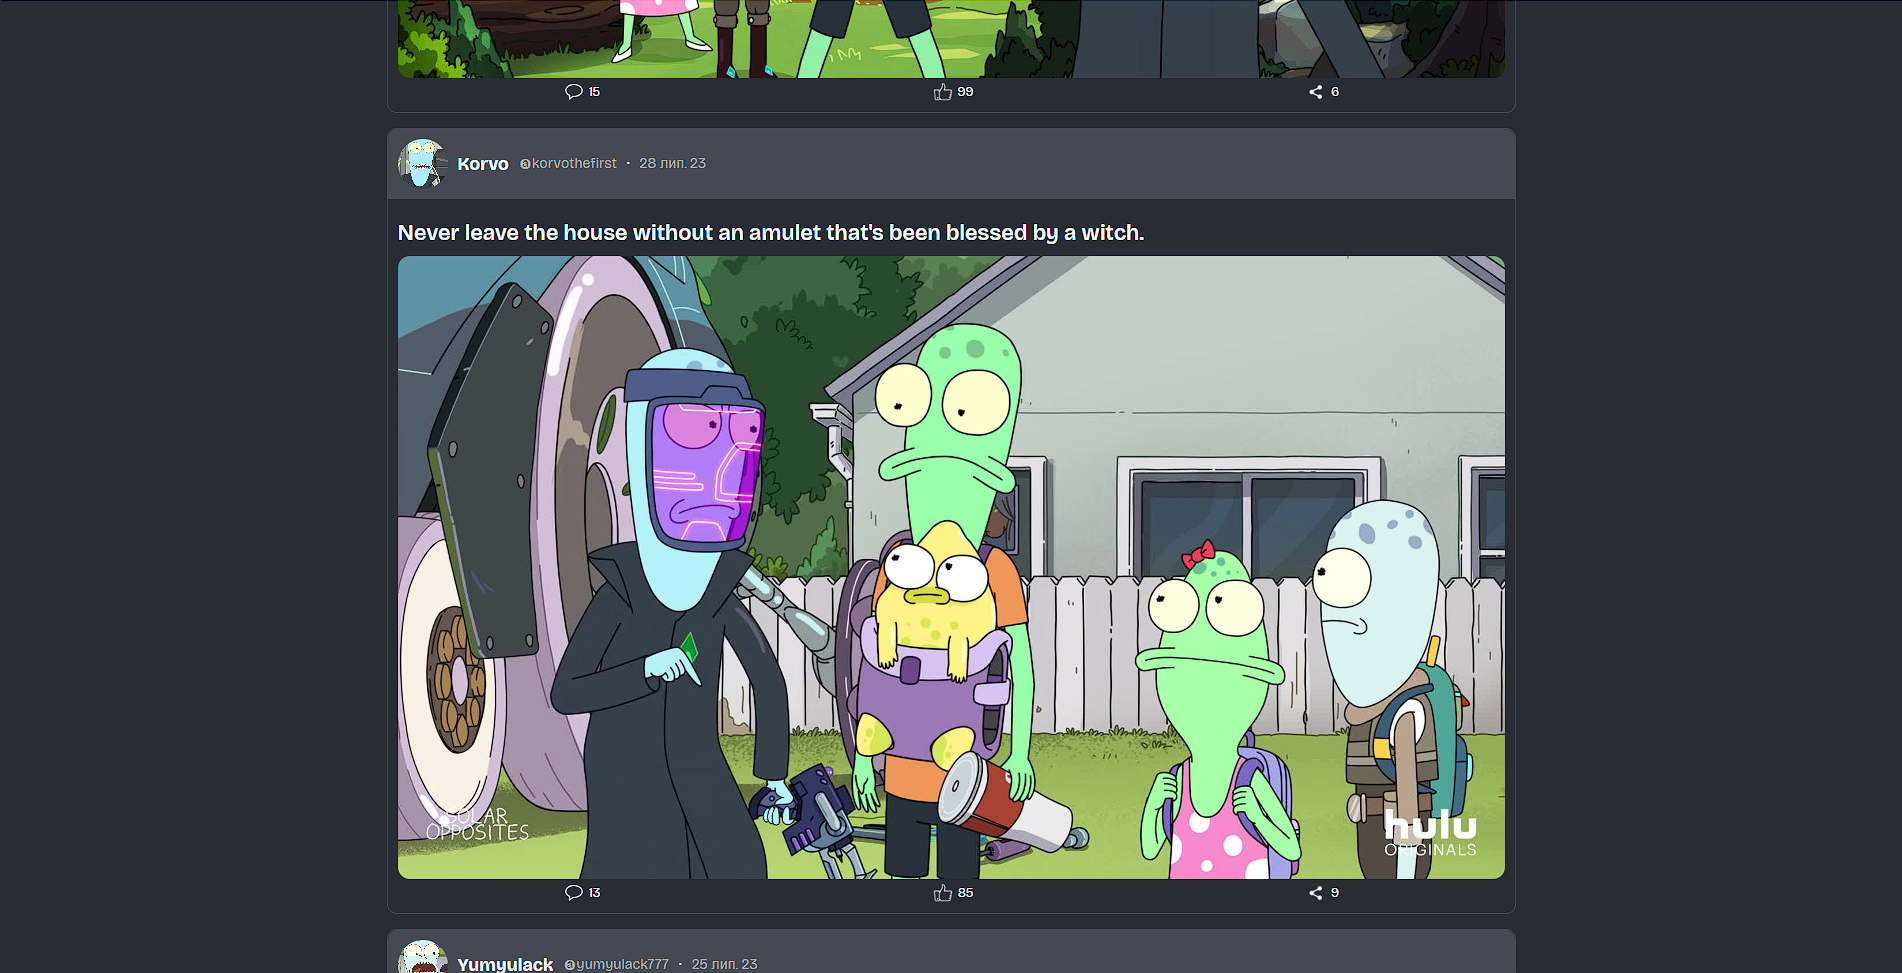 15 99 6
Korvo @korvothefirst · 28 лип. 23
Never leave the house without an amulet that's been blessed by a witch.
SOLAR
OPPOSITES
hulu
ORIGINALS
13 85 9
Yumyulack @yumyulack777 · 25 лип. 23